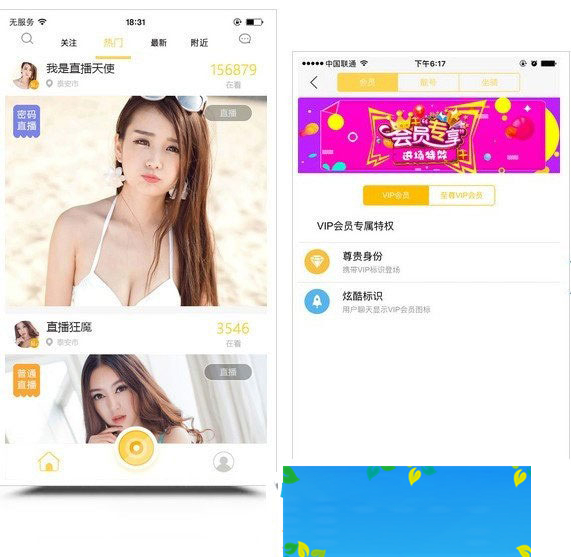 无服务 18:31
关注 热门 最新 附近
我是直播天使 156879
泰安市 在看
密码
直播
直播
直播狂魔 3546
泰安市 在看
普通
直播
直播
中国联通 下午6:17
会员 靓号 坐骑
会员专享
进场特效
VIP会员 至尊VIP会员
VIP会员专属特权
尊贵身份
携带VIP标识登场
炫酷标识
用户聊天显示VIP会员图标